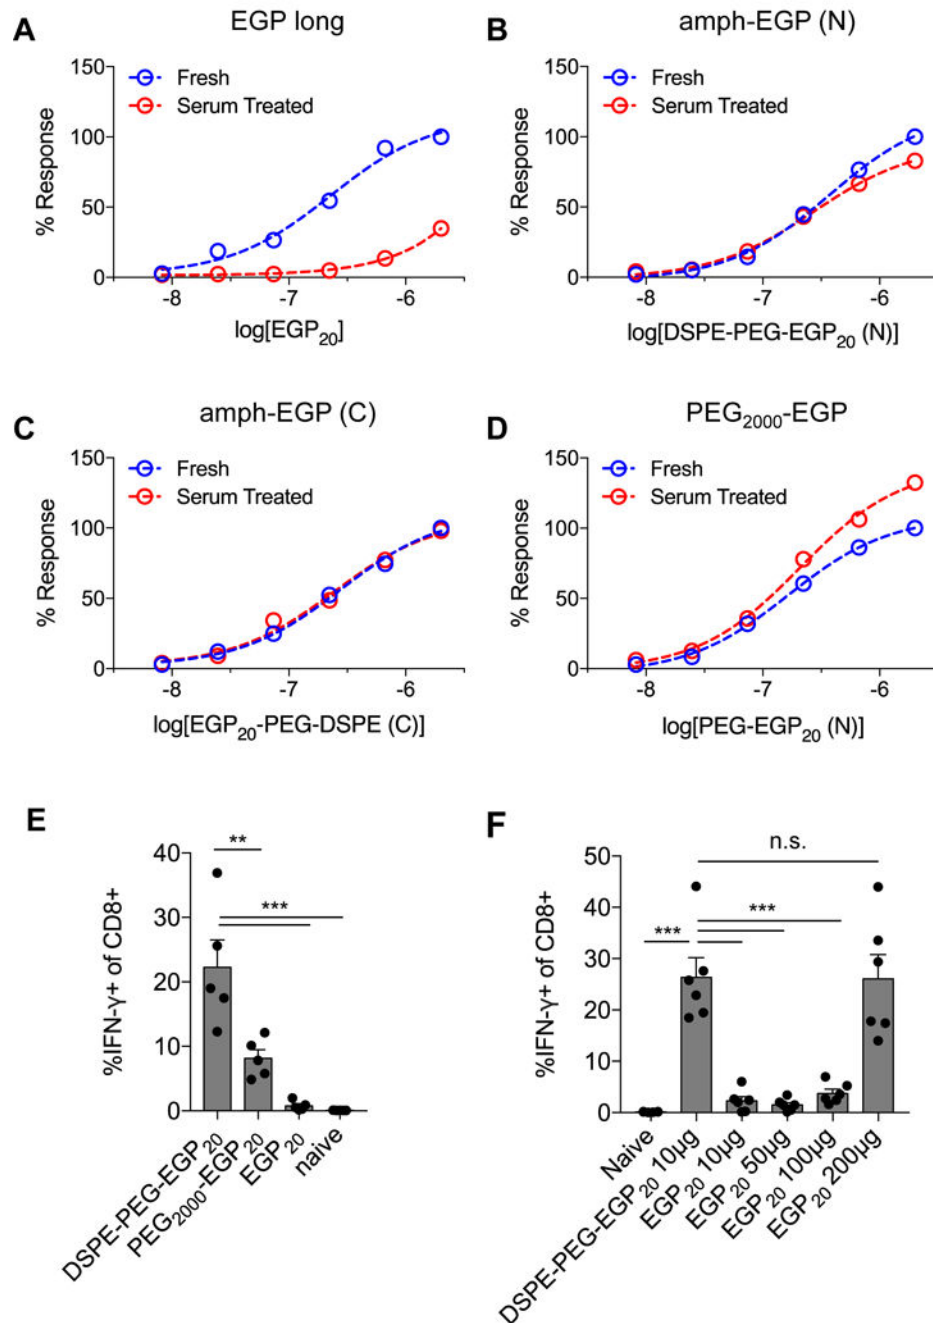 A
EGP long
150
100
50
0
% Response
Fresh
Serum Treated
-8
-7
-6
log[EGP₂₀]
B
amph-EGP (N)
150
100
50
0
% Response
Fresh
Serum Treated
-8
-7
-6
log[DSPE-PEG-EGP₂₀ (N)]
C
amph-EGP (C)
150
100
50
0
% Response
Fresh
Serum Treated
-8
-7
-6
log[EGP₂₀-PEG-DSPE (C)]
D
PEG₂₀₀₀-EGP
150
100
50
0
% Response
Fresh
Serum Treated
-8
-7
-6
log[PEG-EGP₂₀ (N)]
E
%IFN-γ+ of CD8+
40
30
20
10
0
**
***
DSPE-PEG-EGP₂₀
PEG₂₀₀₀-EGP₂₀
EGP₂₀
naive
F
%IFN-γ+ of CD8+
50
40
30
20
10
0
n.s.
***
***
Naive
DSPE-PEG-EGP₂₀ 10μg
EGP₂₀ 10μg
EGP₂₀ 50μg
EGP₂₀ 100μg
EGP₂₀ 200μg